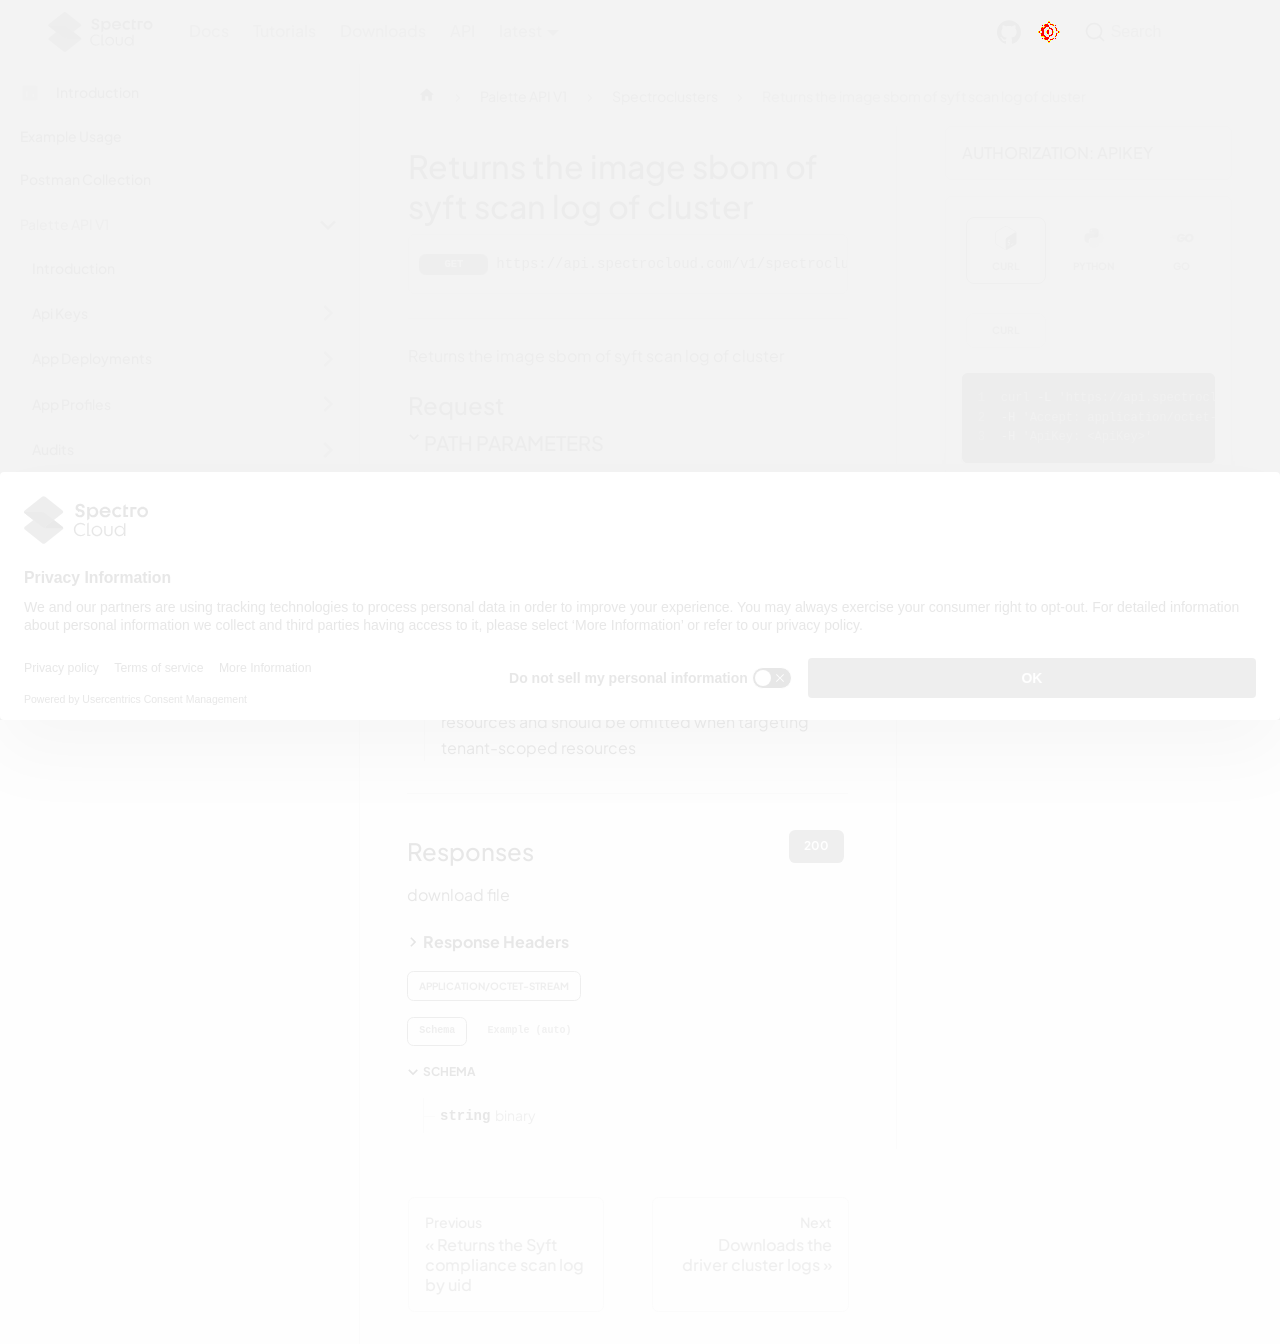 Spectro
Cloud
Docs
Tutorials
Downloads
API
latest
Search
Introduction
Palette API V1
Spectroclusters
Returns the image sbom of syft scan log of cluster
Example Usage
Postman Collection
Palette API V1
Introduction
Api Keys
App Deployments
App Profiles
Audits
Returns the image sbom of
syft scan log of cluster
GET
https://api.spectrocloud.com/v1/spectroclu
Returns the image sbom of syft scan log of cluster
Request
PATH PARAMETERS
AUTHORIZATION: APIKEY
CURL
PYTHON
GO
CURL
Spectro
Cloud
Privacy Information
We and our partners are using tracking technologies to process personal data in order to improve your experience. You may always exercise your consumer right to opt-out. For detailed information
about personal information we collect and third parties having access to it, please select 'More Information' or refer to our privacy policy.
Privacy policy
Terms of service
More Information
Do not sell my personal information
OK
Powered by Usercentrics Consent Management
resources and should be omitted when targeting
tenant-scoped resources
Responses
200
download file
Response Headers
APPLICATION/OCTET-STREAM
Schema
Example (auto)
SCHEMA
string binary
Previous
« Returns the Syft
compliance scan log
by uid
Next
Downloads the
driver cluster logs »